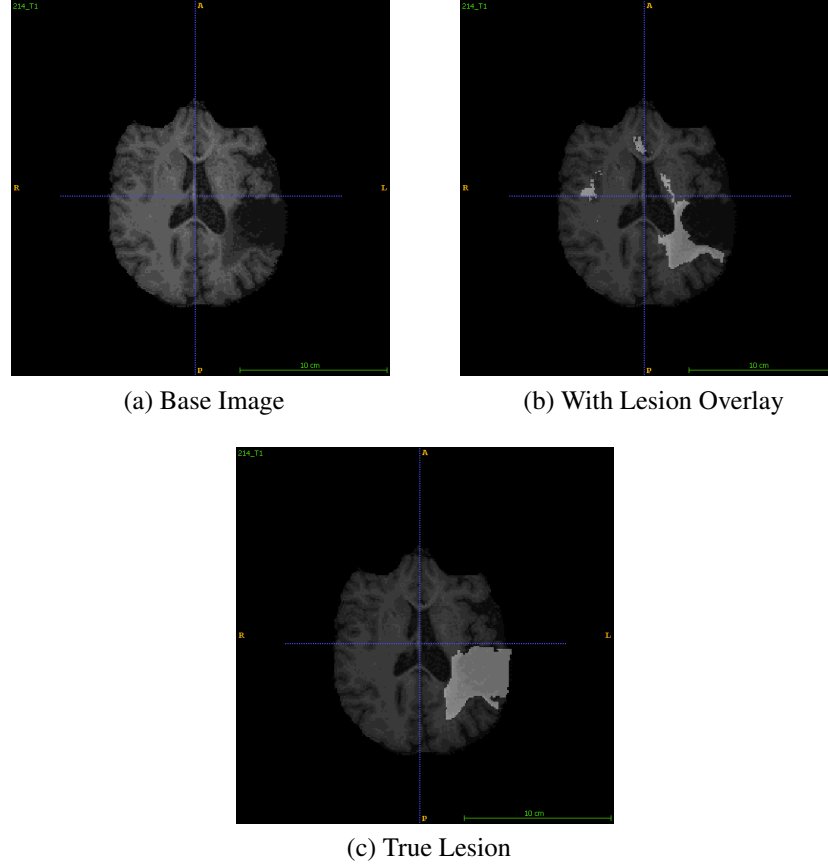 214_T1
A
R
L
10 cm
P
(a) Base Image
214_T1
A
R
10 cm
P
(b) With Lesion Overlay
214_T1
A
R
L
10 cm
P
(c) True Lesion